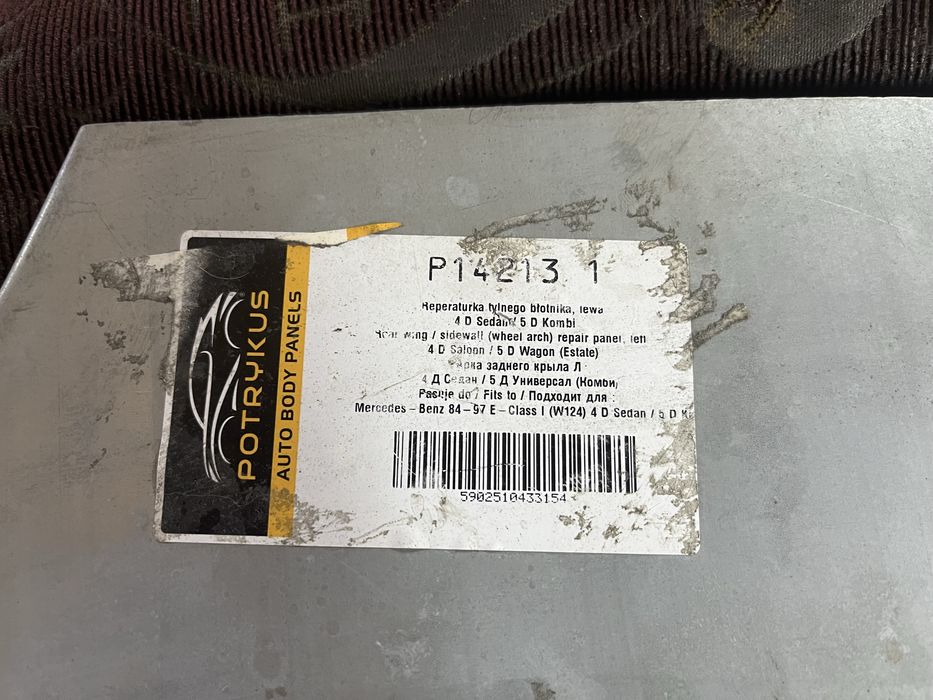 POTRYKUS
AUTO BODY PANELS
P14213 1
Reperaturka tylnego błotnika, lewa
4 D Sedan/ 5 D Kombi
Rear wing / sidewall (wheel arch) repair panel, left
4 D Saloon / 5 D Wagon (Estate)
Арка заднего крыла Л
4 Д Седан / 5 Д Универсал (Комби)
Pasuje do / Fits to / Подходит для :
Mercedes – Benz 84 – 97 E – Class I (W124) 4 D Sedan / 5 D
5902510433154